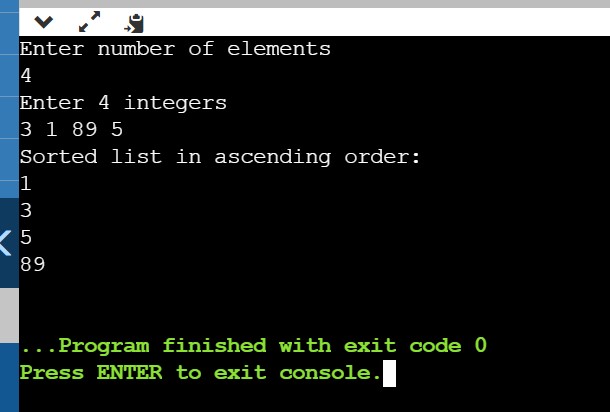 Enter number of elements
4
Enter 4 integers
3 1 89 5
Sorted list in ascending order:
1
3
5
89
...Program finished with exit code 0
Press ENTER to exit console.